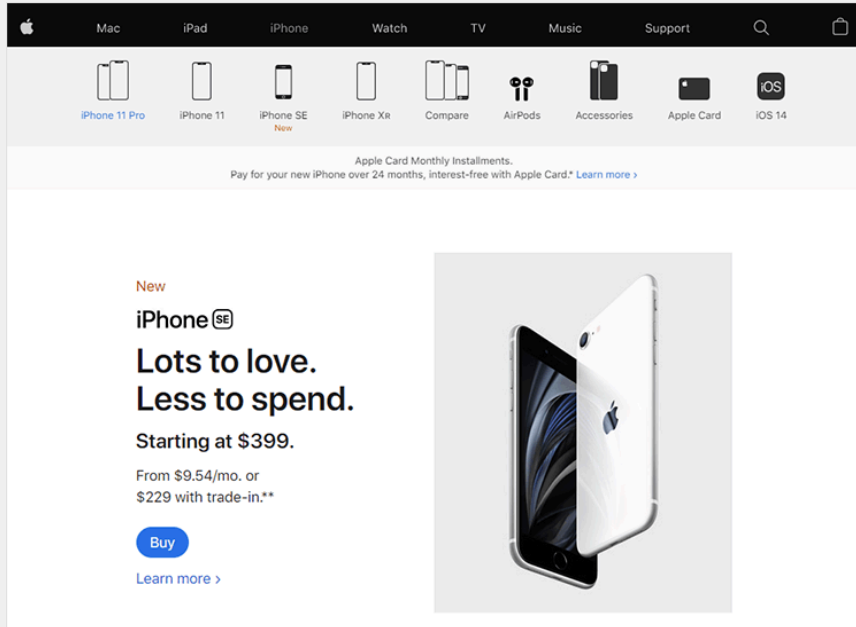 Mac iPad iPhone Watch TV Music Support
iPhone 11 Pro iPhone 11 iPhone SE iPhone XR Compare AirPods Accessories Apple Card iOS 14
New
iOS
Apple Card Monthly Installments.
Pay for your new iPhone over 24 months, interest-free with Apple Card.* Learn more >
New
iPhone SE
Lots to love.
Less to spend.
Starting at $399.
From $9.54/mo. or
$229 with trade-in.**
Buy
Learn more >